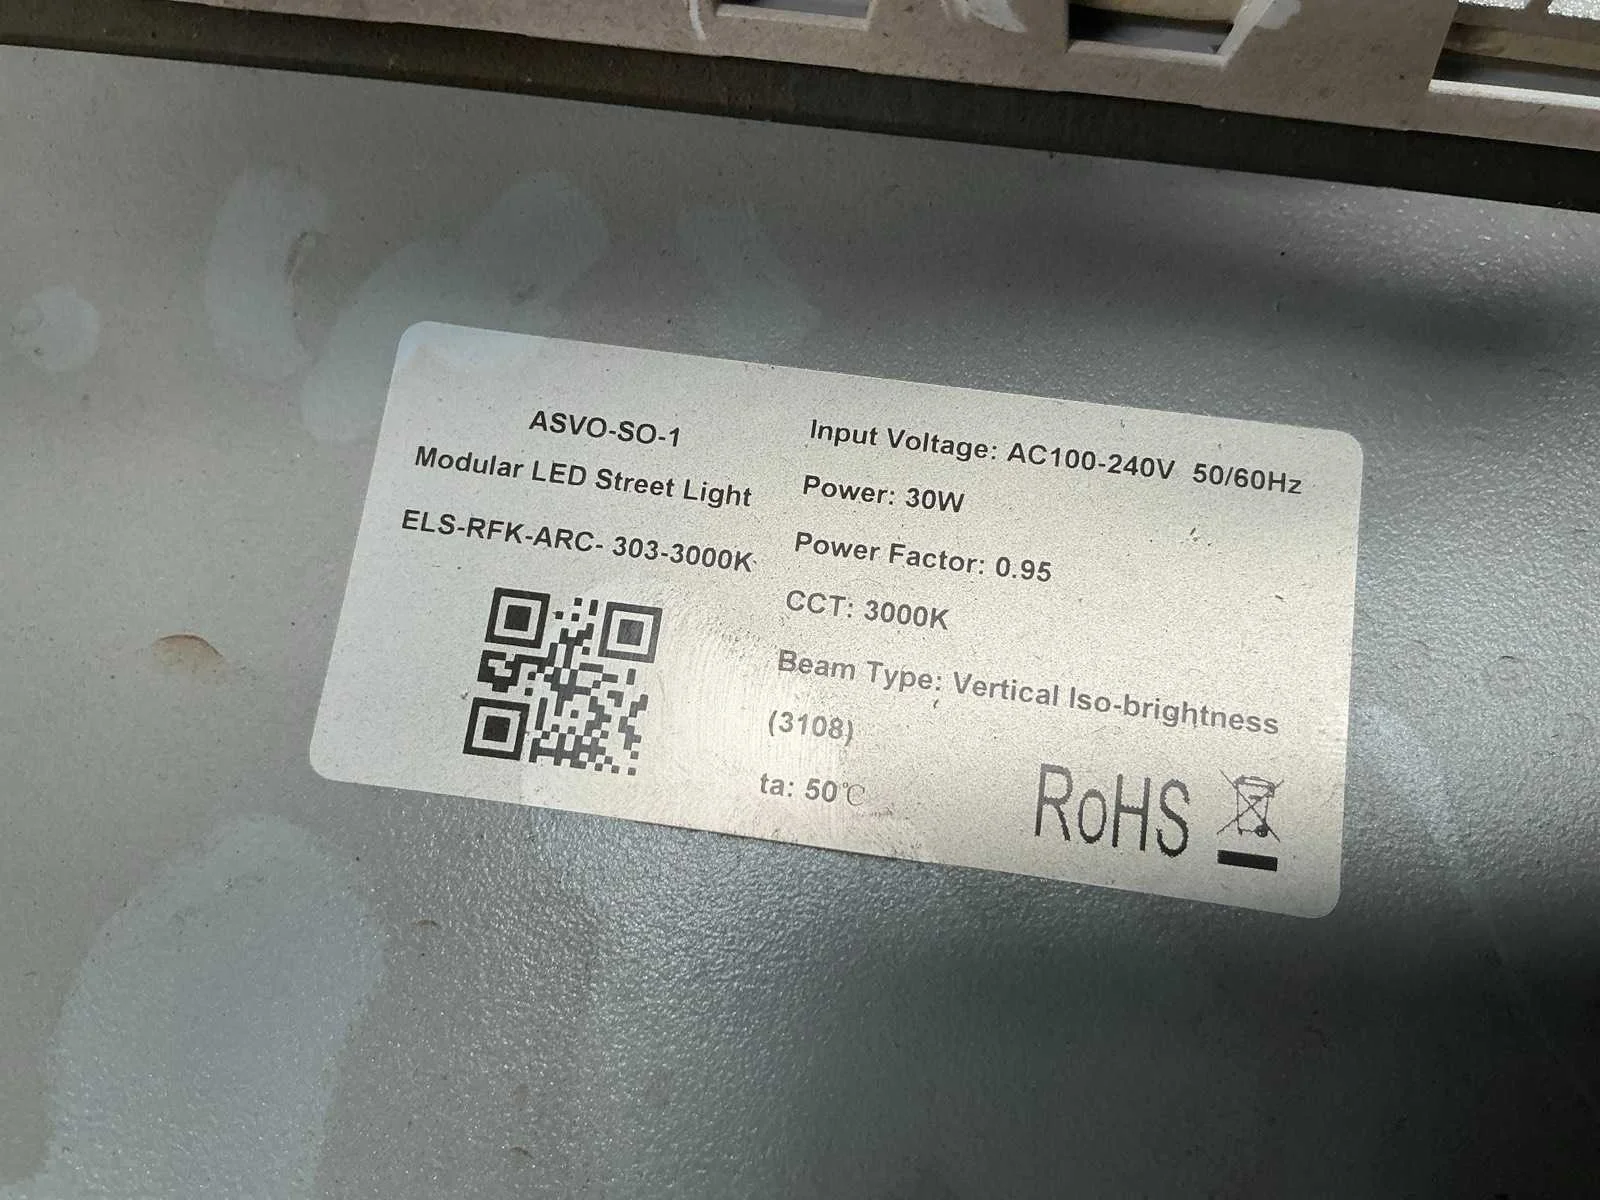 ASVO-SO-1
Modular LED Street Light
ELS-RFK-ARC- 303-3000K
Input Voltage: AC100-240V 50/60Hz
Power: 30W
Power Factor: 0.95
CCT: 3000K
Beam Type: Vertical Iso-brightness
(3108)
ta: 50℃
RoHS